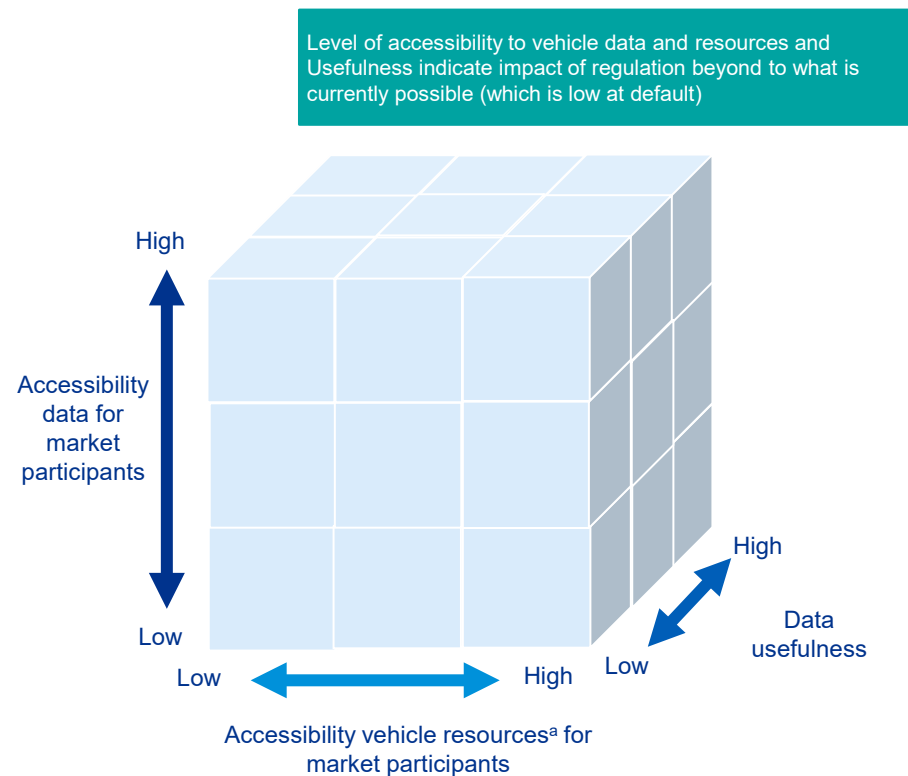 Level of accessibility to vehicle data and resources and
Usefulness indicate impact of regulation beyond to what is
currently possible (which is low at default)
High
Accessibility
data for
market
participants
Low
Low
High
Accessibility vehicle resourcesᵃ for
market participants
High
Low
Data
usefulness